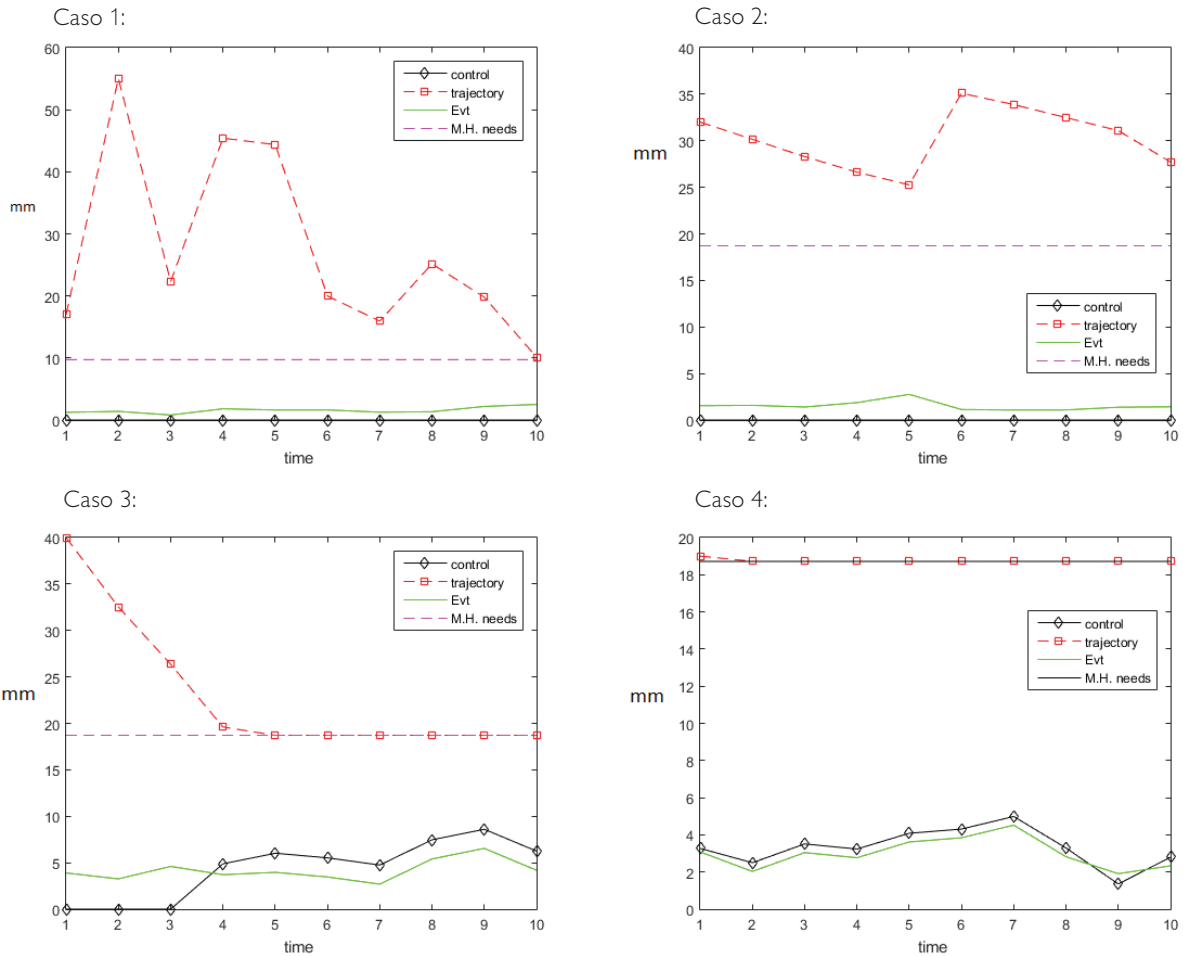 Caso 1:
60
50
40
30
20
10
0
mm
control
trajectory
Evt
M.H. needs
1 2 3 4 5 6 7 8 9 10
time
Caso 2:
40
35
30
25
20
15
10
5
0
mm
control
trajectory
Evt
M.H. needs
1 2 3 4 5 6 7 8 9 10
time
Caso 3:
40
35
30
25
20
15
10
5
0
mm
control
trajectory
Evt
M.H. needs
1 2 3 4 5 6 7 8 9 10
time
Caso 4:
20
18
16
14
12
10
8
6
4
2
0
mm
control
trajectory
Evt
M.H. needs
1 2 3 4 5 6 7 8 9 10
time